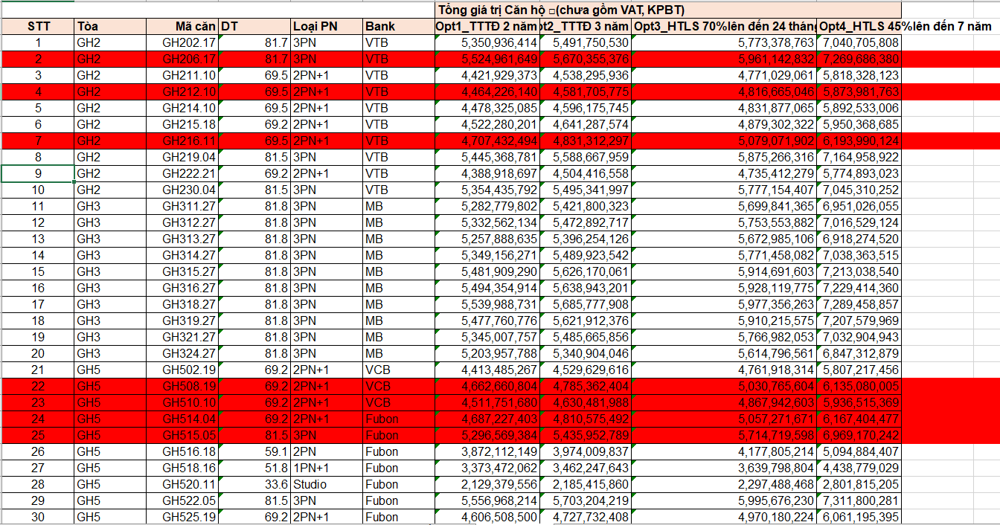 Tổng giá trị Căn hộ □(chưa gồm VAT, KPBT)
STT Tòa Mã căn DT Loại PN Bank Opt1_TTTĐ 2 năm pt2_TTTĐ 3 năm Opt3_HTLS 70%lên đến 24 tháng Opt4_HTLS 45%lên đến 7 năm
1 GH2 GH202.17 81.7 3PN VTB 5,350,936,414 5,491,750,530 5,773,378,763 7,040,705,808
2 GH2 GH206.17 81.7 3PN VTB 5,524,961,649 5,670,355,376 5,961,142,832 7,269,686,380
3 GH2 GH211.10 69.5 2PN+1 VTB 4,421,929,373 4,538,295,936 4,771,029,061 5,818,328,123
4 GH2 GH212.10 69.5 2PN+1 VTB 4,464,226,140 4,581,705,775 4,816,665,046 5,873,981,763
5 GH2 GH214.10 69.5 2PN+1 VTB 4,478,325,085 4,596,175,745 4,831,877,065 5,892,533,006
6 GH2 GH215.18 69.2 2PN+1 VTB 4,522,280,201 4,641,287,574 4,879,302,322 5,950,368,685
7 GH2 GH216.11 69.5 2PN+1 VTB 4,707,432,494 4,831,312,297 5,079,071,902 6,193,990,124
8 GH2 GH219.04 81.5 3PN VTB 5,445,368,781 5,588,667,959 5,875,266,316 7,164,958,922
9 GH2 GH222.21 69.2 2PN+1 VTB 4,388,918,697 4,504,416,558 4,735,412,279 5,774,893,023
10 GH2 GH230.04 81.5 3PN VTB 5,354,435,792 5,495,341,997 5,777,154,407 7,045,310,252
11 GH3 GH311.27 81.8 3PN MB 5,282,779,802 5,421,800,323 5,699,841,365 6,951,026,055
12 GH3 GH312.27 81.8 3PN MB 5,332,562,134 5,472,892,717 5,753,553,882 7,016,529,124
13 GH3 GH313.27 81.8 3PN MB 5,257,888,635 5,396,254,126 5,672,985,106 6,918,274,520
14 GH3 GH314.27 81.8 3PN MB 5,349,156,271 5,489,923,542 5,771,458,082 7,038,363,515
15 GH3 GH315.27 81.8 3PN MB 5,481,909,290 5,626,170,061 5,914,691,603 7,213,038,540
16 GH3 GH316.27 81.8 3PN MB 5,494,354,914 5,638,943,201 5,928,119,775 7,229,414,360
17 GH3 GH318.27 81.8 3PN MB 5,539,988,731 5,685,777,908 5,977,356,263 7,289,458,857
18 GH3 GH319.27 81.8 3PN MB 5,477,760,776 5,621,912,376 5,910,215,575 7,207,579,969
19 GH3 GH321.27 81.8 3PN MB 5,345,007,757 5,485,665,856 5,766,982,053 7,032,904,943
20 GH3 GH324.27 81.8 3PN MB 5,203,957,788 5,340,904,046 5,614,796,561 6,847,312,879
21 GH5 GH502.19 69.2 2PN+1 VCB 4,413,485,267 4,529,629,616 4,761,918,314 5,807,217,456
22 GH5 GH508.19 69.2 2PN+1 VCB 4,662,660,804 4,785,362,404 5,030,765,604 6,135,080,005
23 GH5 GH510.10 69.2 2PN+1 VCB 4,511,751,680 4,630,481,988 4,867,942,603 5,936,515,369
24 GH5 GH514.04 69.2 2PN+1 Fubon 4,687,227,403 4,810,575,492 5,057,271,671 6,167,404,477
25 GH5 GH515.05 81.5 3PN Fubon 5,296,569,384 5,435,952,789 5,714,719,598 6,969,170,242
26 GH5 GH516.18 59.1 2PN Fubon 3,872,112,149 3,974,009,837 4,177,805,214 5,094,884,407
27 GH5 GH518.16 51.8 1PN+1 Fubon 3,373,472,062 3,462,247,643 3,639,798,804 4,438,779,029
28 GH5 GH520.11 33.6 Studio Fubon 2,129,379,556 2,185,415,860 2,297,488,468 2,801,815,205
29 GH5 GH522.05 81.5 3PN Fubon 5,556,968,214 5,703,204,219 5,995,676,230 7,311,800,281
30 GH5 GH525.19 69.2 2PN+1 Fubon 4,606,508,500 4,727,732,408 4,970,180,224 6,061,195,395